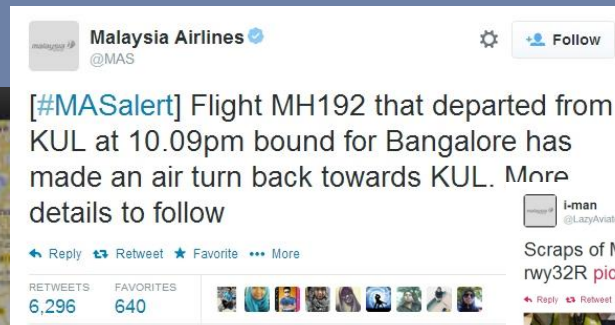 malaysia
Malaysia Airlines
@MAS
Follow
[#MASalert] Flight MH192 that departed from
KUL at 10.09pm bound for Bangalore has
made an air turn back towards KUL. More
details to follow
Reply Retweet Favorite More
RETWEETS FAVORITES
6,296 640
i-man
Scraps of
rwy32R
Reply Retweet